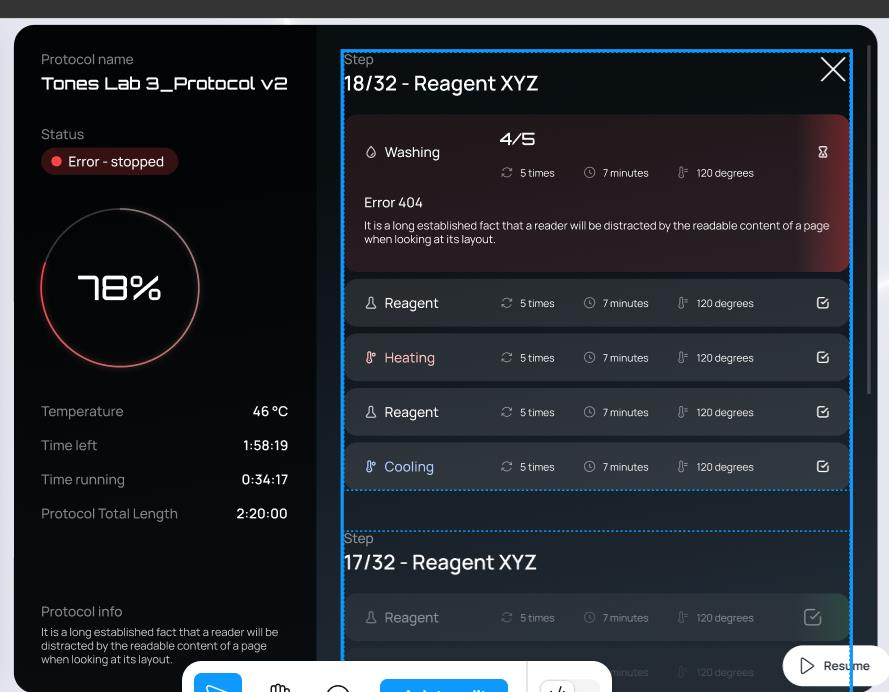 Protocol name
Tones Lab 3_Protocol v2
Status
Error - stopped
78%
Temperature 46 °C
Time left 1:58:19
Time running 0:34:17
Protocol Total Length 2:20:00
Protocol info
It is a long established fact that a reader will be
distracted by the readable content of a page
when looking at its layout.
Step
18/32 - Reagent XYZ
4/5
Washing
5 times 7 minutes 120 degrees
Error 404
It is a long established fact that a reader will be distracted by the readable content of a page
when looking at its layout.
Reagent 5 times 7 minutes 120 degrees
Heating 5 times 7 minutes 120 degrees
Reagent 5 times 7 minutes 120 degrees
Cooling 5 times 7 minutes 120 degrees
Step
17/32 - Reagent XYZ
Reagent 5 times 7 minutes 120 degrees
minutes 120 degrees
Resume